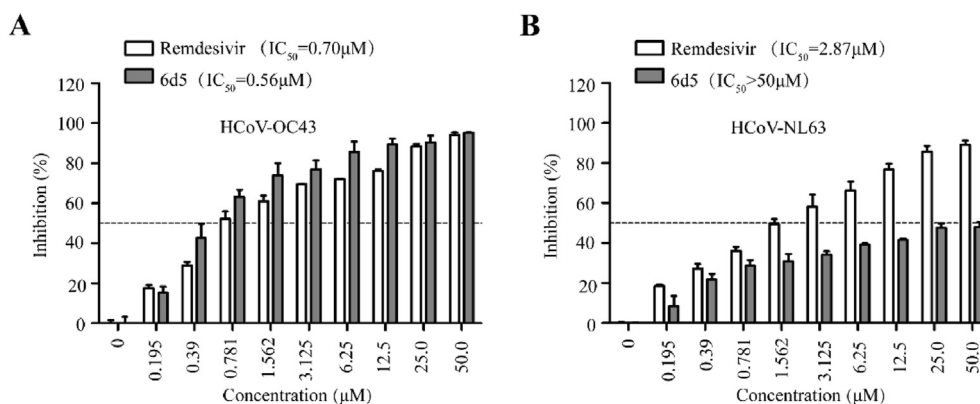 A
Remdesivir （IC50=0.70μM）
6d5（IC50=0.56μM）
HCoV-OC43
Inhibition (%)
120
100
80
60
40
20
0
0
0.195
0.39
0.781
1.562
3.125
6.25
12.5
25.0
50.0
Concentration (μM)
B
Remdesivir （IC50=2.87μM）
6d5（IC50>50μM）
HCoV-NL63
Inhibition (%)
120
100
80
60
40
20
0
0
0.195
0.39
0.781
1.562
3.125
6.25
12.5
25.0
50.0
Concentration (μM)